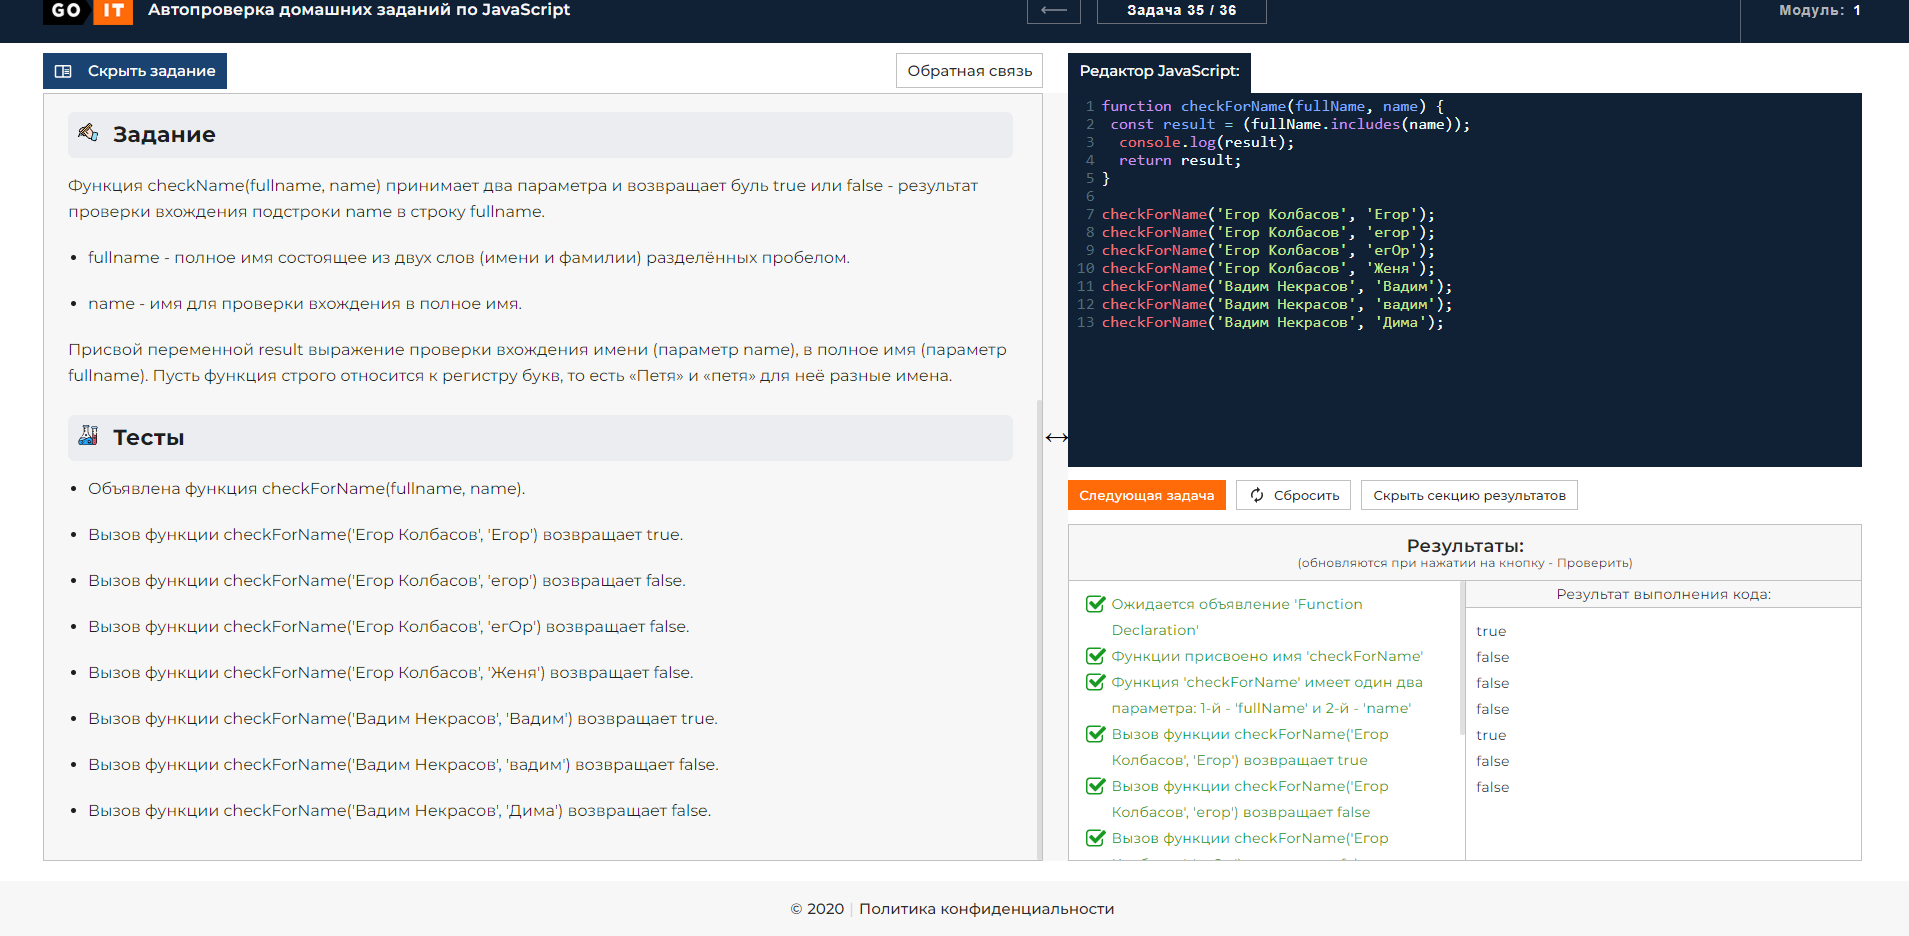 GO IT Автопроверка домашних заданий по JavaScript
Задача 35 / 36
Модуль: 1
Скрыть задание
Обратная связь
Задание
Функция checkName(fullname, name) принимает два параметра и возвращает буль true или false - результат
проверки вхождения подстроки name в строку fullname.
• fullname - полное имя состоящее из двух слов (имени и фамилии) разделённых пробелом.
• name - имя для проверки вхождения в полное имя.
Присвой переменной result выражение проверки вхождения имени (параметр name), в полное имя (параметр
fullname). Пусть функция строго относится к регистру букв, то есть «Петя» и «петя» для неё разные имена.
Тесты
• Объявлена функция checkForName(fullname, name).
• Вызов функции checkForName('Егор Колбасов', 'Егор') возвращает true.
• Вызов функции checkForName('Егор Колбасов', 'егор') возвращает false.
• Вызов функции checkForName('Егор Колбасов', 'егОр') возвращает false.
• Вызов функции checkForName('Егор Колбасов', 'Женя') возвращает false.
• Вызов функции checkForName('Вадим Некрасов', 'Вадим') возвращает true.
• Вызов функции checkForName('Вадим Некрасов', 'вадим') возвращает false.
• Вызов функции checkForName('Вадим Некрасов', 'Дима') возвращает false.
Редактор JavaScript:
1 function checkForName(fullName, name) {
2 const result = (fullName.includes(name));
3 console.log(result);
4 return result;
5 }
6
7 checkForName('Егор Колбасов', 'Егор');
8 checkForName('Егор Колбасов', 'егор');
9 checkForName('Егор Колбасов', 'егОр');
10 checkForName('Егор Колбасов', 'Женя');
11 checkForName('Вадим Некрасов', 'Вадим');
12 checkForName('Вадим Некрасов', 'вадим');
13 checkForName('Вадим Некрасов', 'Дима');
Следующая задача
Сбросить
Скрыть секцию результатов
Результаты:
(обновляются при нажатии на кнопку - Проверить)
Ожидается объявление 'Function
Declaration'
Функции присвоено имя 'checkForName'
Функция 'checkForName' имеет один два
параметра: 1-й - 'fullName' и 2-й - 'name'
Вызов функции checkForName('Егор
Колбасов', 'Егор') возвращает true
Вызов функции checkForName('Егор
Колбасов', 'егор') возвращает false
Вызов функции checkForName('Егор
Результат выполнения кода:
true
false
false
false
true
false
false
© 2020 | Политика конфиденциальности